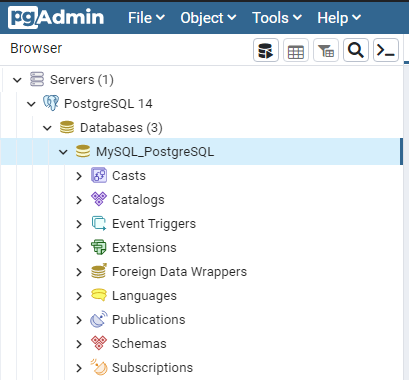 pgAdmin File Object Tools Help
Browser
Servers (1)
PostgreSQL 14
Databases (3)
MySQL_PostgreSQL
Casts
Catalogs
Event Triggers
Extensions
Foreign Data Wrappers
Languages
Publications
Schemas
Subscriptions